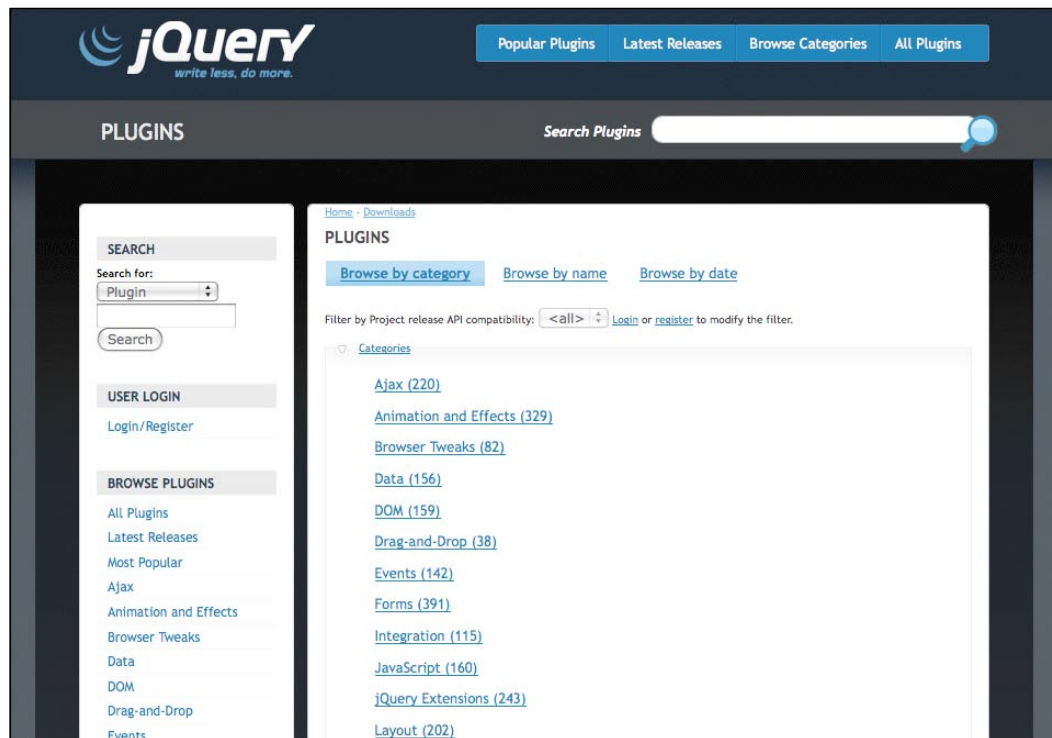 jQuery
write less, do more.
Popular Plugins Latest Releases Browse Categories All Plugins
PLUGINS
Search Plugins
SEARCH
Search for:
Plugin
Search
USER LOGIN
Login/Register
BROWSE PLUGINS
All Plugins
Latest Releases
Most Popular
Ajax
Animation and Effects
Browser Tweaks
Data
DOM
Drag-and-Drop
Events
Home - Downloads
PLUGINS
Browse by category Browse by name Browse by date
Filter by Project release API compatibility: <all> Login or register to modify the filter.
Categories
Ajax (220)
Animation and Effects (329)
Browser Tweaks (82)
Data (156)
DOM (159)
Drag-and-Drop (38)
Events (142)
Forms (391)
Integration (115)
JavaScript (160)
jQuery Extensions (243)
Layout (202)